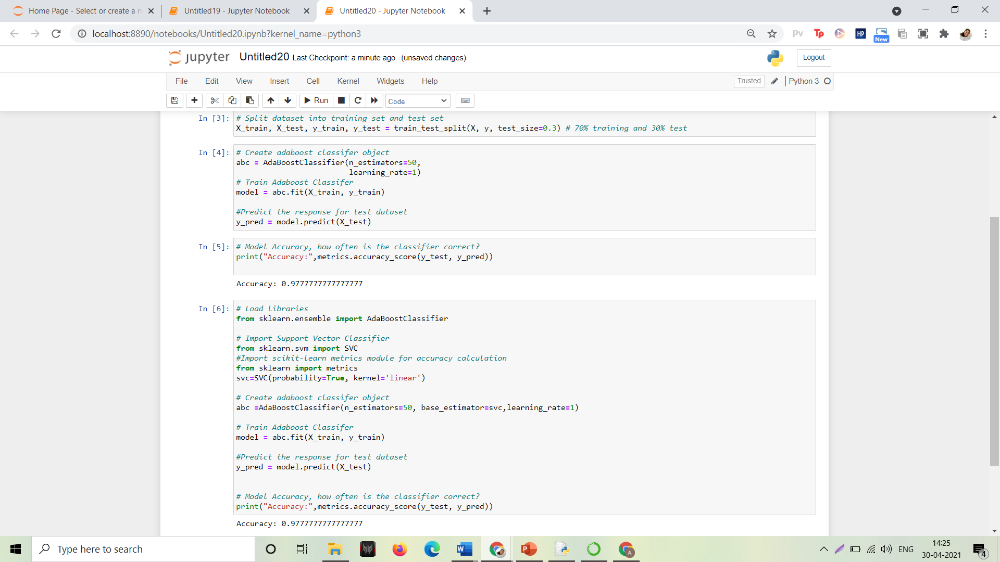 Home Page - Select or create a n
Untitled19 - Jupyter Notebook
Untitled20 - Jupyter Notebook
localhost:8890/notebooks/Untitled20.ipynb?kernel_name=python3
Pv
Tp
HP
New
jupyter
Untitled20 Last Checkpoint: a minute ago (unsaved changes)
Logout
File Edit View Insert Cell Kernel Widgets Help
Trusted
Python 3
Run
Code
In [3]: # Split dataset into training set and test set
X_train, X_test, y_train, y_test = train_test_split(X, y, test_size=0.3) # 70% training and 30% test
In [4]: # Create adaboost classifer object
abc = AdaBoostClassifier(n_estimators=50,
learning_rate=1)
# Train Adaboost Classifer
model = abc.fit(X_train, y_train)
#Predict the response for test dataset
y_pred = model.predict(X_test)
In [5]: # Model Accuracy, how often is the classifier correct?
print("Accuracy:",metrics.accuracy_score(y_test, y_pred))
Accuracy: 0.9777777777777777
In [6]: # Load libraries
from sklearn.ensemble import AdaBoostClassifier
# Import Support Vector Classifier
from sklearn.svm import SVC
#Import scikit-learn metrics module for accuracy calculation
from sklearn import metrics
svc=SVC(probability=True, kernel='linear')
# Create adaboost classifer object
abc =AdaBoostClassifier(n_estimators=50, base_estimator=svc,learning_rate=1)
# Train Adaboost Classifer
model = abc.fit(X_train, y_train)
#Predict the response for test dataset
y_pred = model.predict(X_test)
# Model Accuracy, how often is the classifier correct?
print("Accuracy:",metrics.accuracy_score(y_test, y_pred))
Accuracy: 0.9777777777777777
Type here to search
W
P
A
ENG
14:25
30-04-2021
4